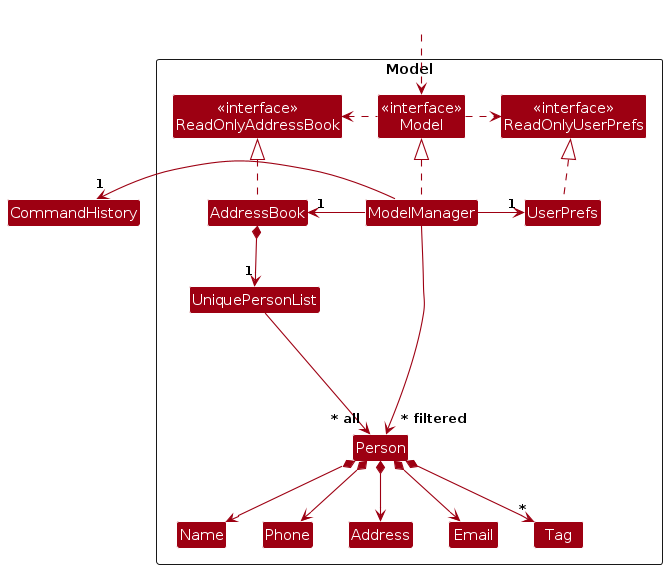 Model
«interface»
ReadOnlyAddressBook
«interface»
Model
«interface»
ReadOnlyUserPrefs
1
CommandHistory
AddressBook
1
ModelManager
1
UserPrefs
1
UniquePersonList
* all
* filtered
Person
*
Name
Phone
Address
Email
Tag